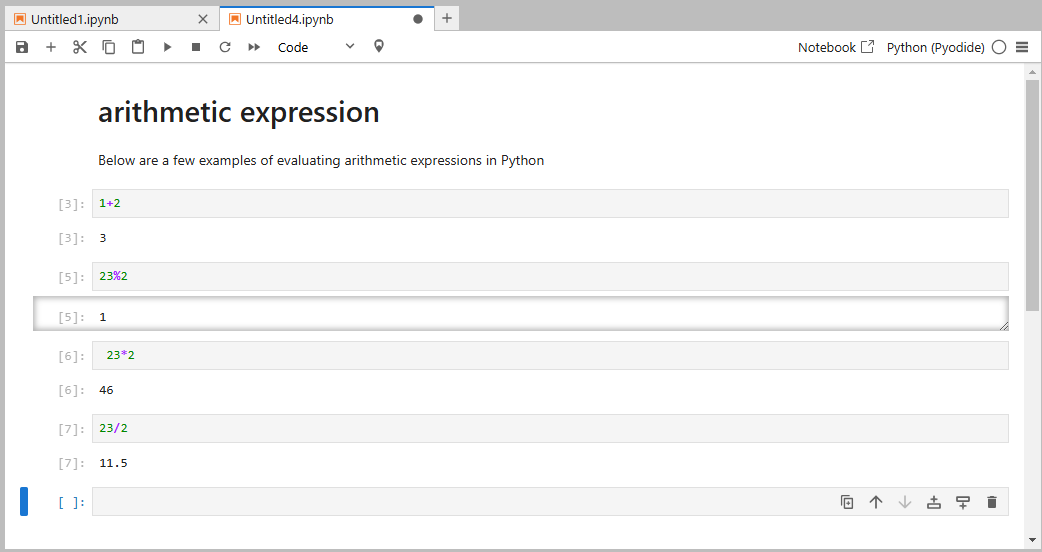 Untitled1.ipynb
Untitled4.ipynb
Code
Notebook
Python (Pyodide)
arithmetic expression
Below are a few examples of evaluating arithmetic expressions in Python
[3]: 1+2
[3]: 3
[5]: 23%2
[5]: 1
[6]: 23*2
[6]: 46
[7]: 23/2
[7]: 11.5
[ ]: